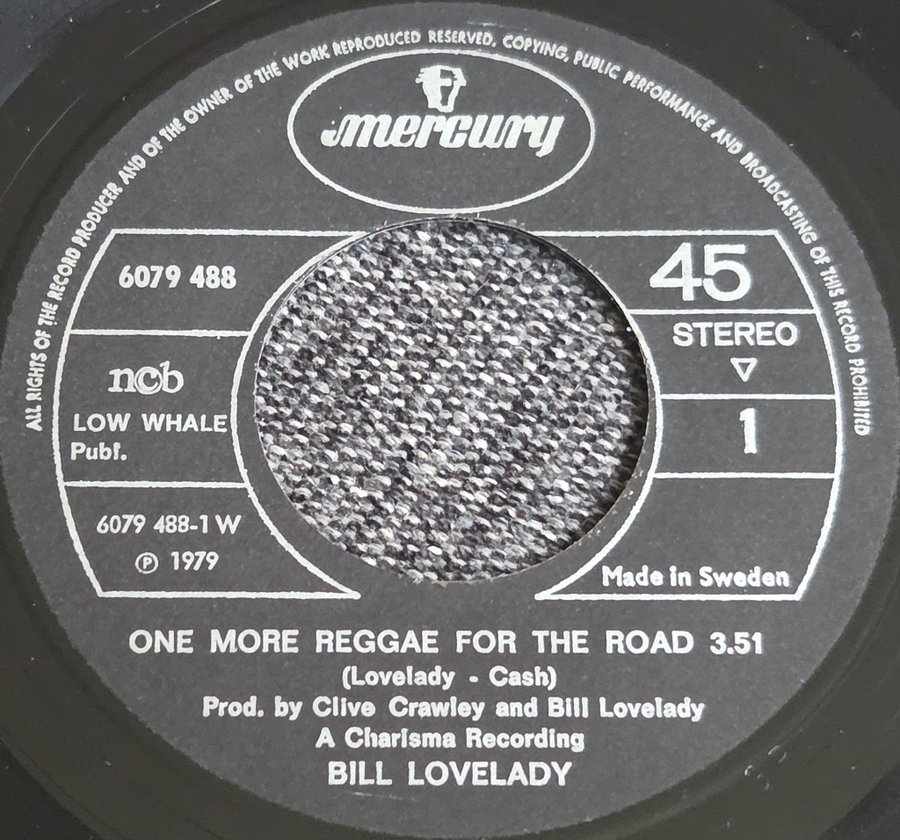 ALL RIGHTS OF THE RECORD PRODUCER AND OF THE OWNER OF THE WORK REPRODUCED RESERVED. COPYING, PUBLIC PERFORMANCE AND BROADCASTING OF THIS RECORD PROHIBITED
mercury
6079 488
ncb
LOW WHALE
Publ.
6079 488-1 W
Ⓟ 1979
45
STEREO
▽
1
Made in Sweden
ONE MORE REGGAE FOR THE ROAD 3.51
(Lovelady - Cash)
Prod. by Clive Crawley and Bill Lovelady
A Charisma Recording
BILL LOVELADY